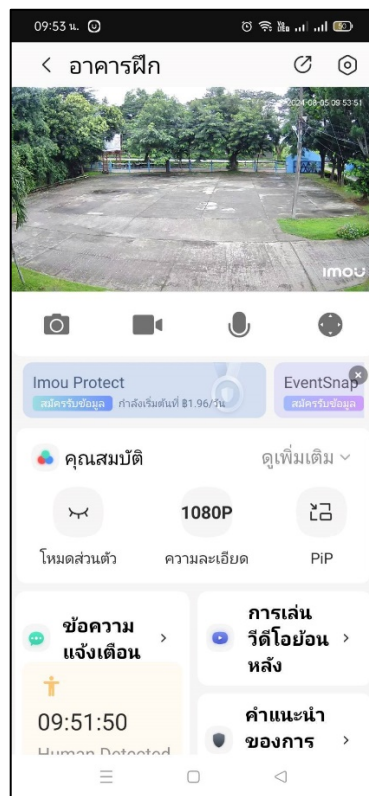 09:53 น.
50
อาคารฝึก
2024-08-05 09:53:51
imou
Imou Protect
สมัครรับข้อมูล กำลังเริ่มต้นที่ ฿1.96/วัน
EventSnap
สมัครรับข้อมูล
คุณสมบัติ
ดูเพิ่มเติม
1080P
โหมดส่วนตัว
ความละเอียด
PiP
ข้อความ
แจ้งเตือน
การเล่น
วีดีโอย้อน
หลัง
09:51:50
Human Detected
คำแนะนำ
ของการ